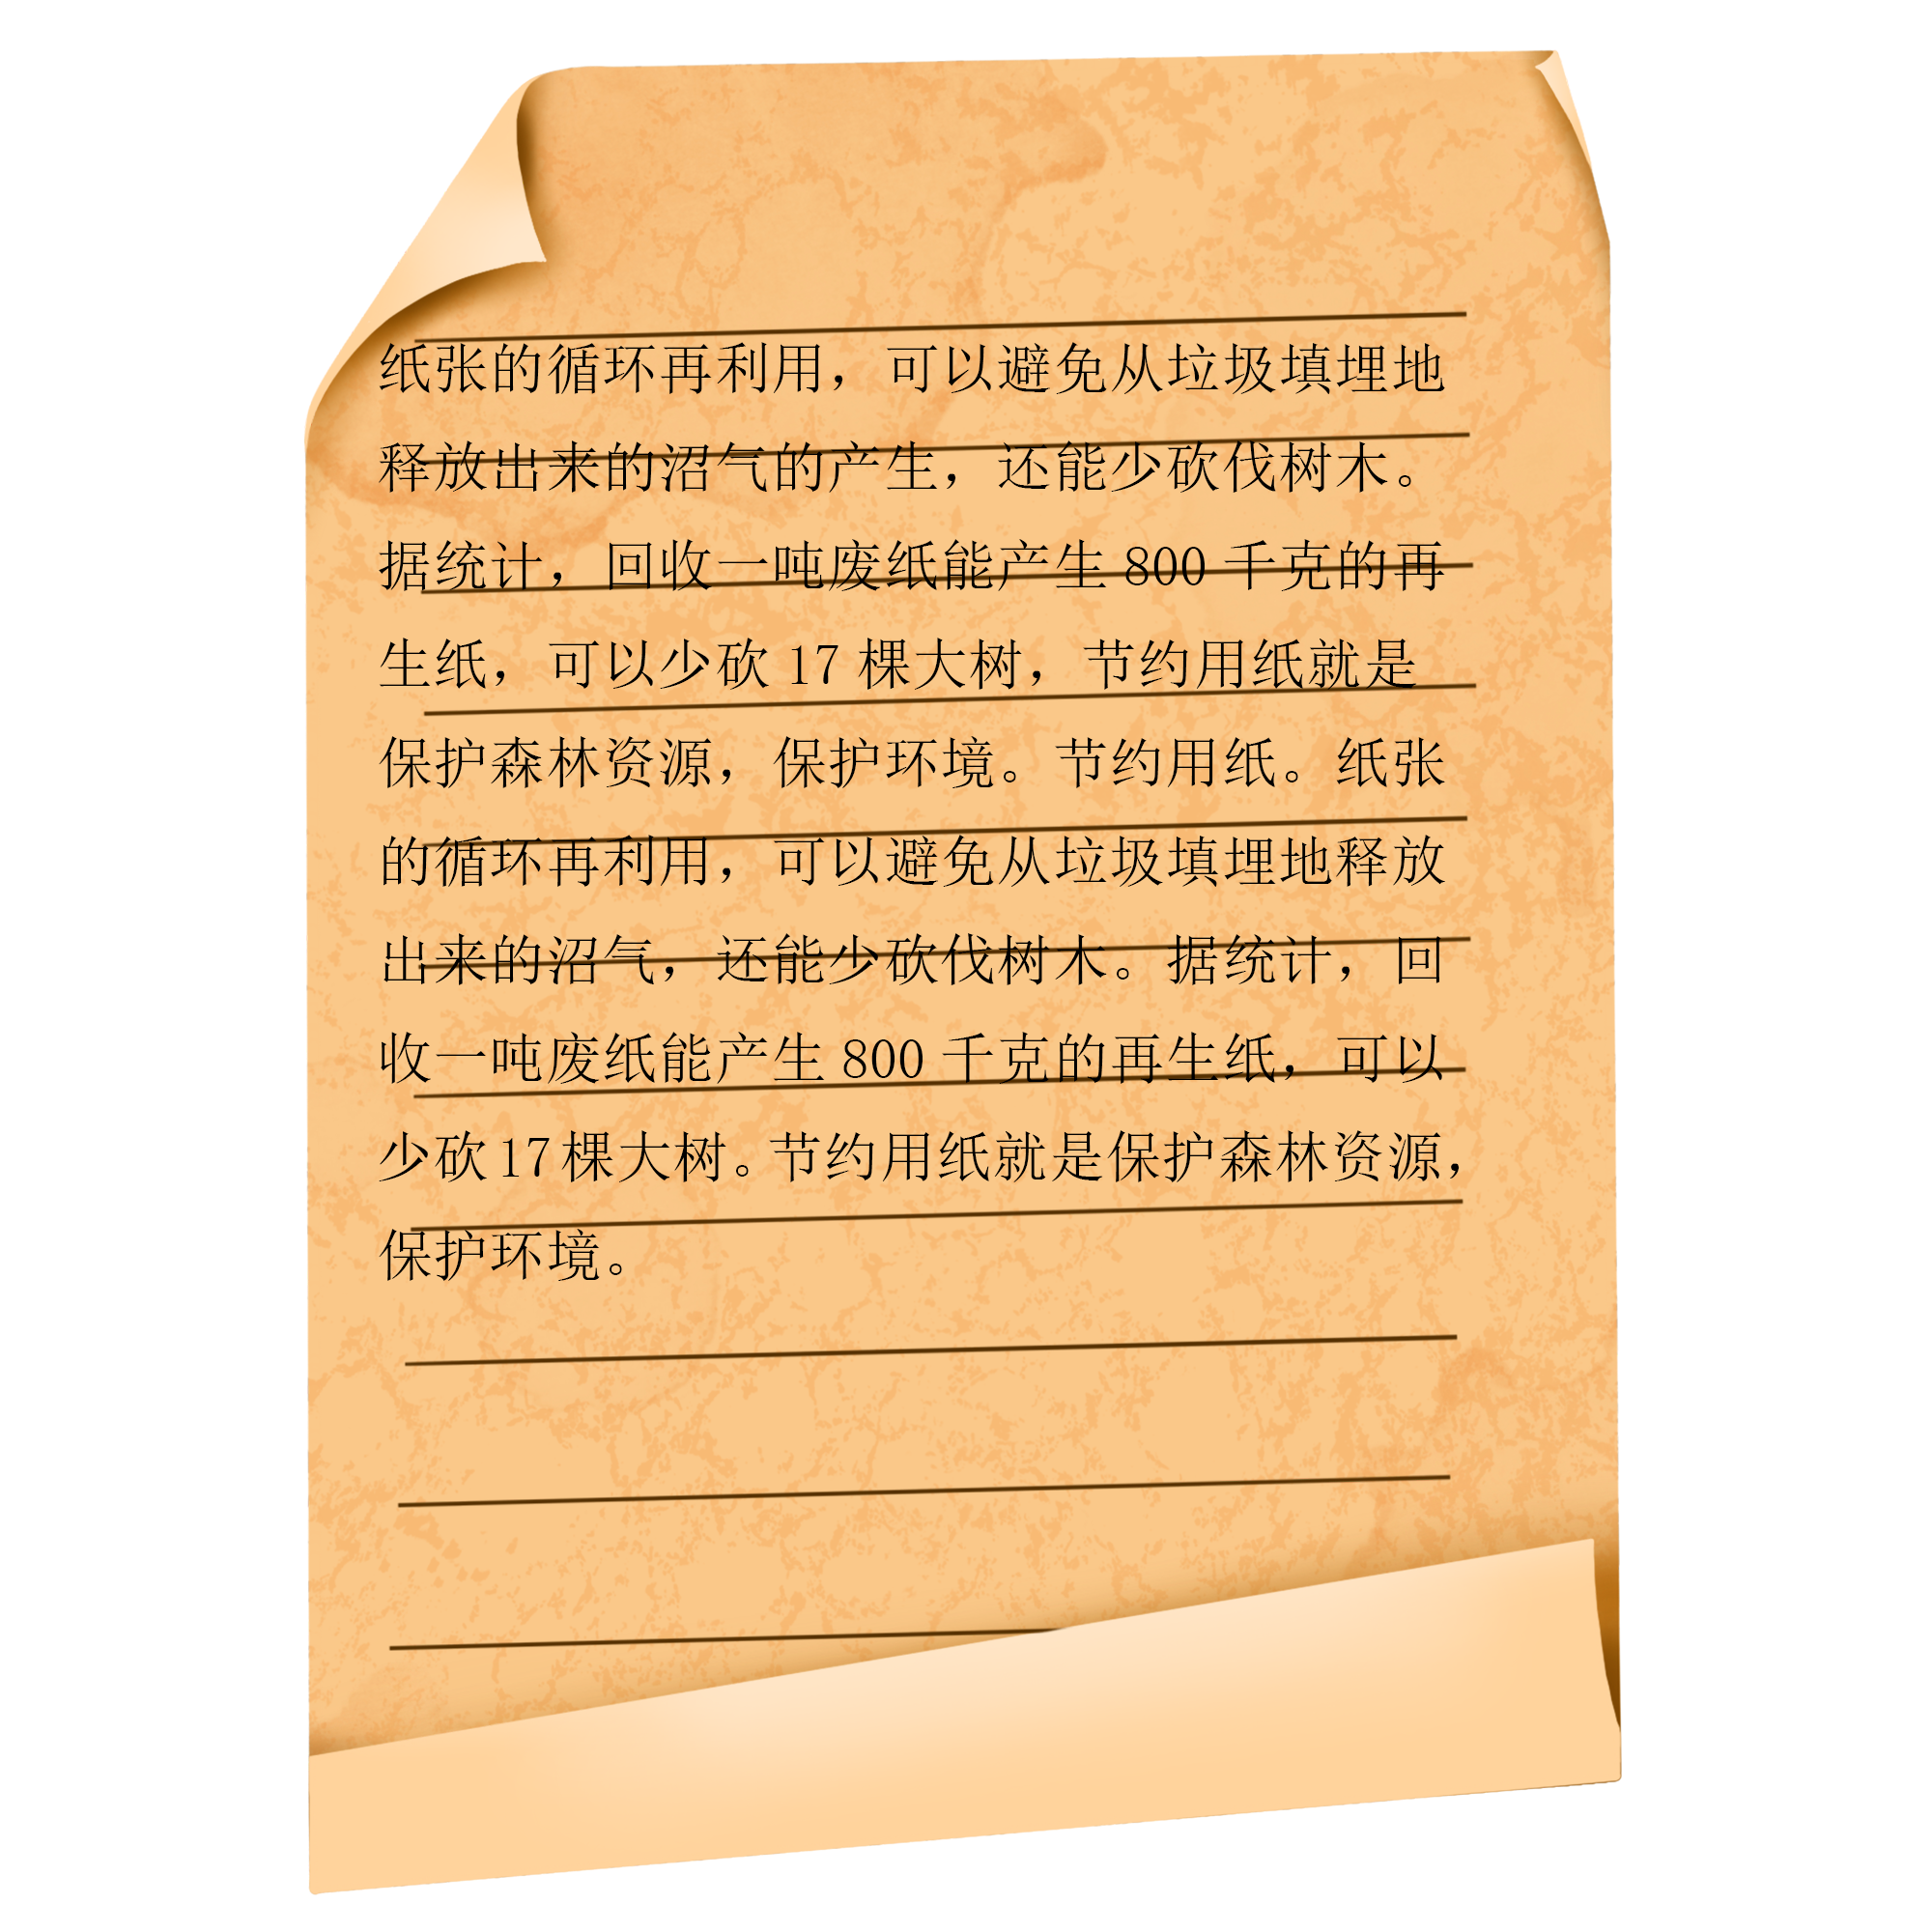 纸张的循环再利用，可以避免从垃圾填埋地
释放出来的沼气的产生，还能少砍伐树木。
据统计，回收一吨废纸能产生 800 千克的再
生纸，可以少砍 17 棵大树，节约用纸就是
保护森林资源，保护环境。节约用纸。纸张
的循环再利用，可以避免从垃圾填埋地释放
出来的沼气，还能少砍伐树木。据统计，回
收一吨废纸能产生 800 千克的再生纸，可以
少砍 17 棵大树。节约用纸就是保护森林资源，
保护环境。